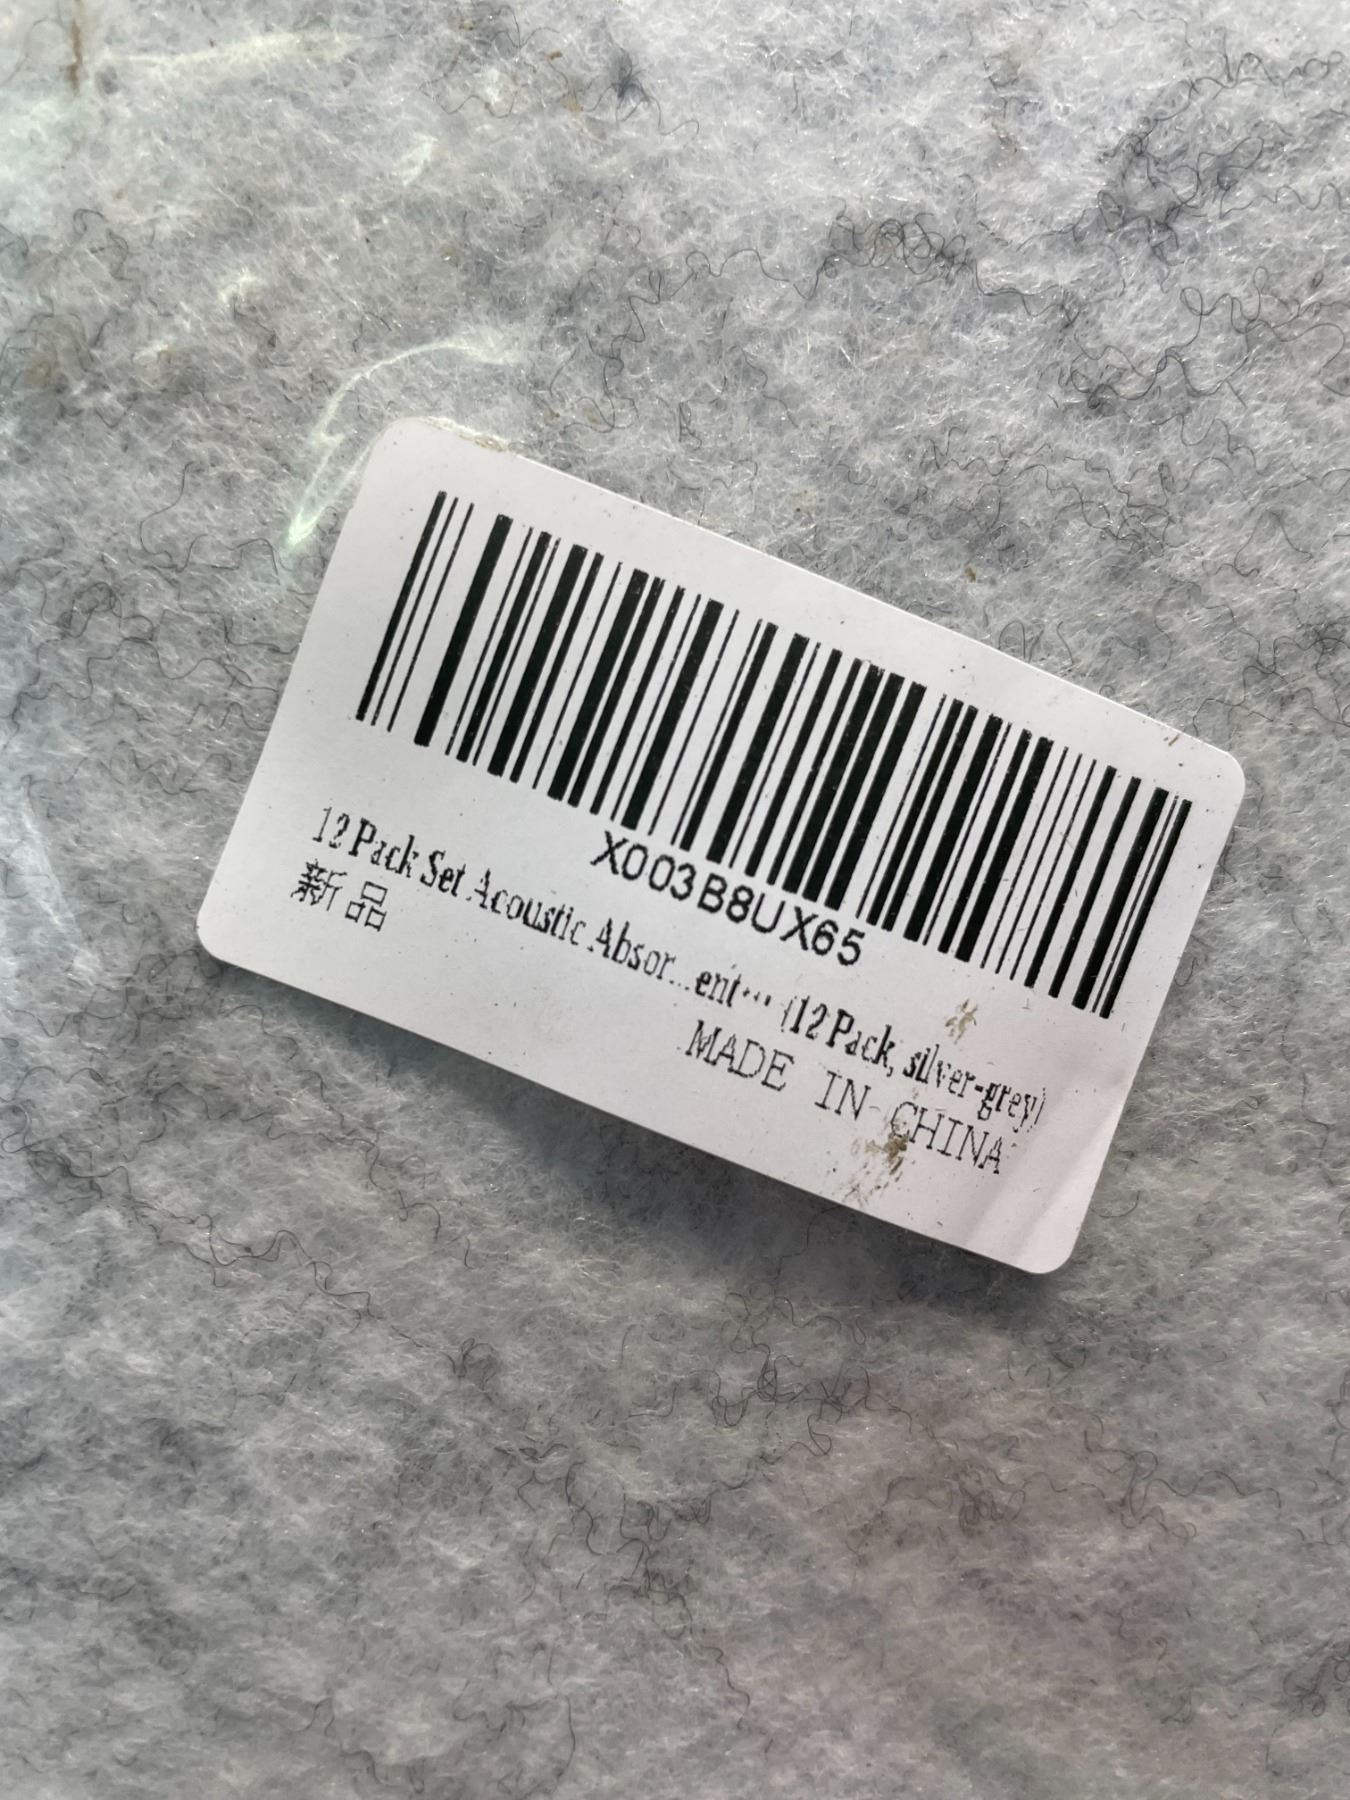 X003B8UX65
12 Pack Set Acoustic Absor...ent··· (12 Pack, silver-grey)
新品
MADE IN CHINA